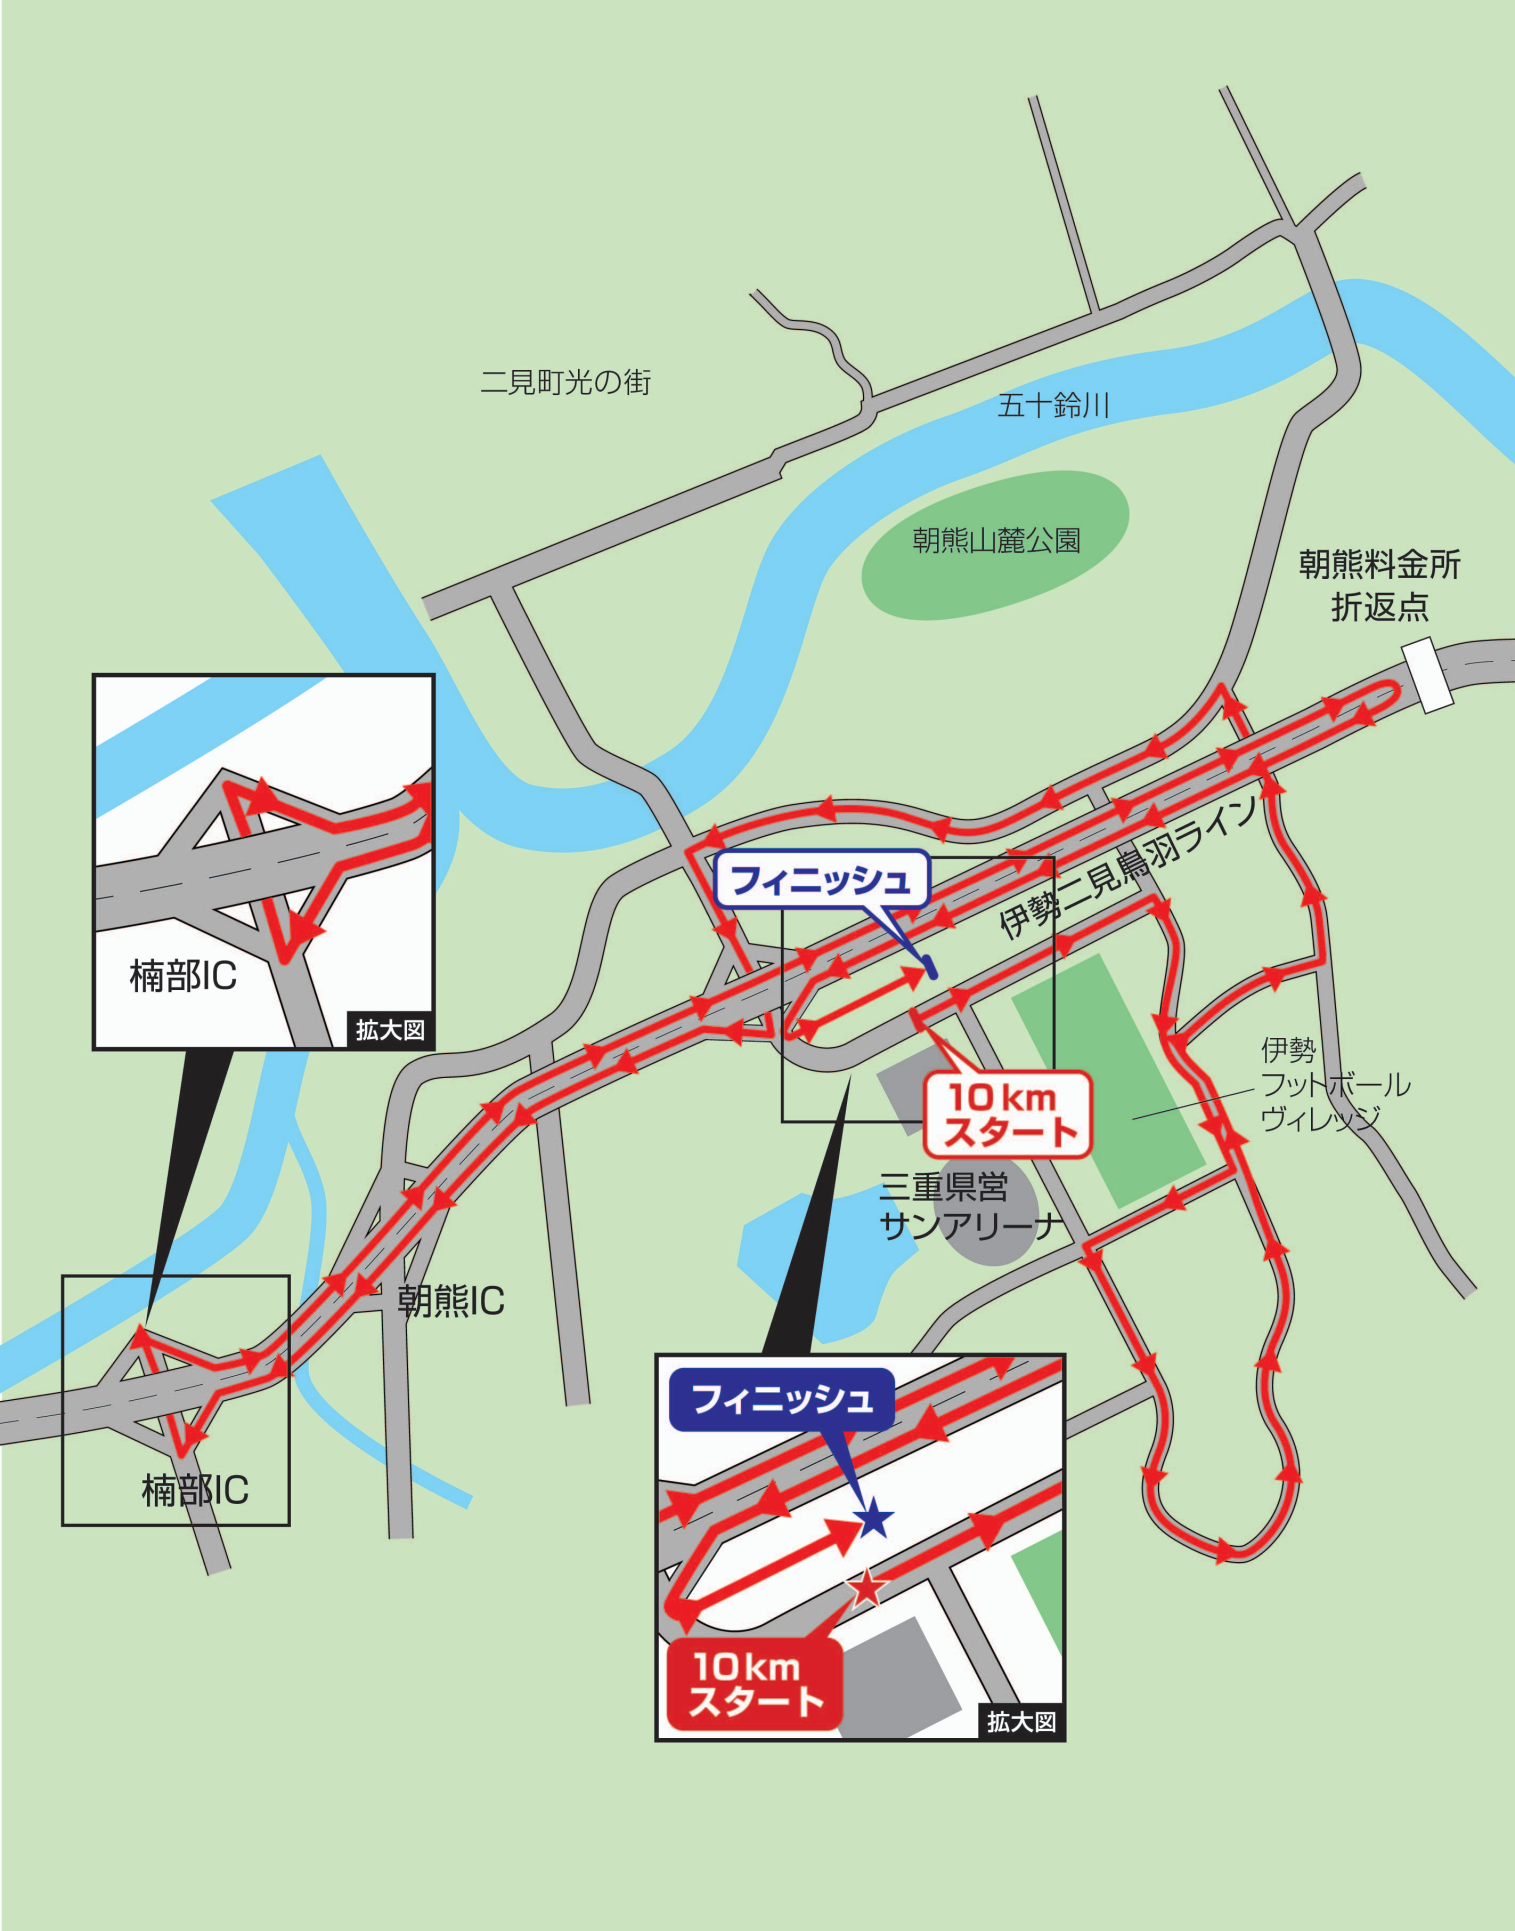 二見町光の街
五十鈴川
朝熊山麓公園
朝熊料金所
折返点
楠部IC
拡大図
フィニッシュ
伊勢二見鳥羽ライン
10km
スタート
伊勢
フットボール
ヴィレッジ
三重県営
サンアリーナ
朝熊IC
楠部IC
フィニッシュ
10km
スタート
拡大図